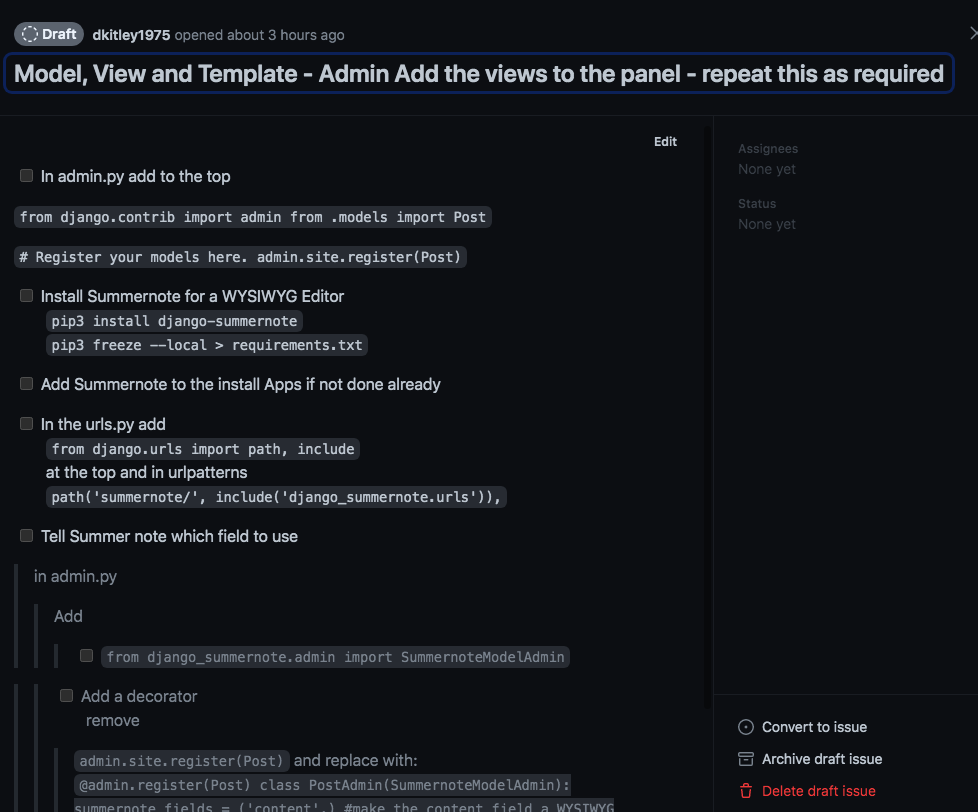 Draft dkitley1975 opened about 3 hours ago
Model, View and Template - Admin Add the views to the panel - repeat this as required
Edit
In admin.py add to the top
from django.contrib import admin from .models import Post
# Register your models here. admin.site.register(Post)
Install Summernote for a WYSIWYG Editor
pip3 install django-summernote
pip3 freeze --local > requirements.txt
Add Summernote to the install Apps if not done already
In the urls.py add
from django.urls import path, include
at the top and in urlpatterns
path('summernote/', include('django_summernote.urls')),
Tell Summer note which field to use
in admin.py
Add
from django_summernote.admin import SummernoteModelAdmin
Add a decorator
remove
admin.site.register(Post) and replace with:
@admin.register(Post) class PostAdmin(SummernoteModelAdmin):
summernote_fields = ('content',) #make the content field a WYSIWYG
Assignees
None yet
Status
None yet
Convert to issue
Archive draft issue
Delete draft issue